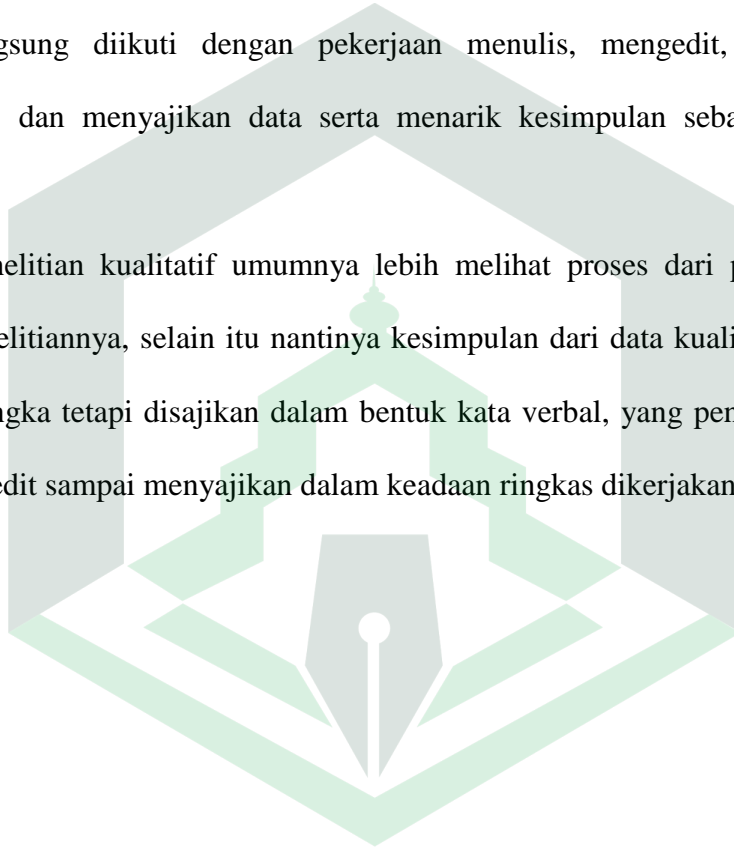 gsung diikuti dengan pekerjaan menulis, mengedit,
dan menyajikan data serta menarik kesimpulan seba
nelitian kualitatif umumnya lebih melihat proses dari p
elitiannya, selain itu nantinya kesimpulan dari data kuali
ngka tetapi disajikan dalam bentuk kata verbal, yang pen
edit sampai menyajikan dalam keadaan ringkas dikerjakan